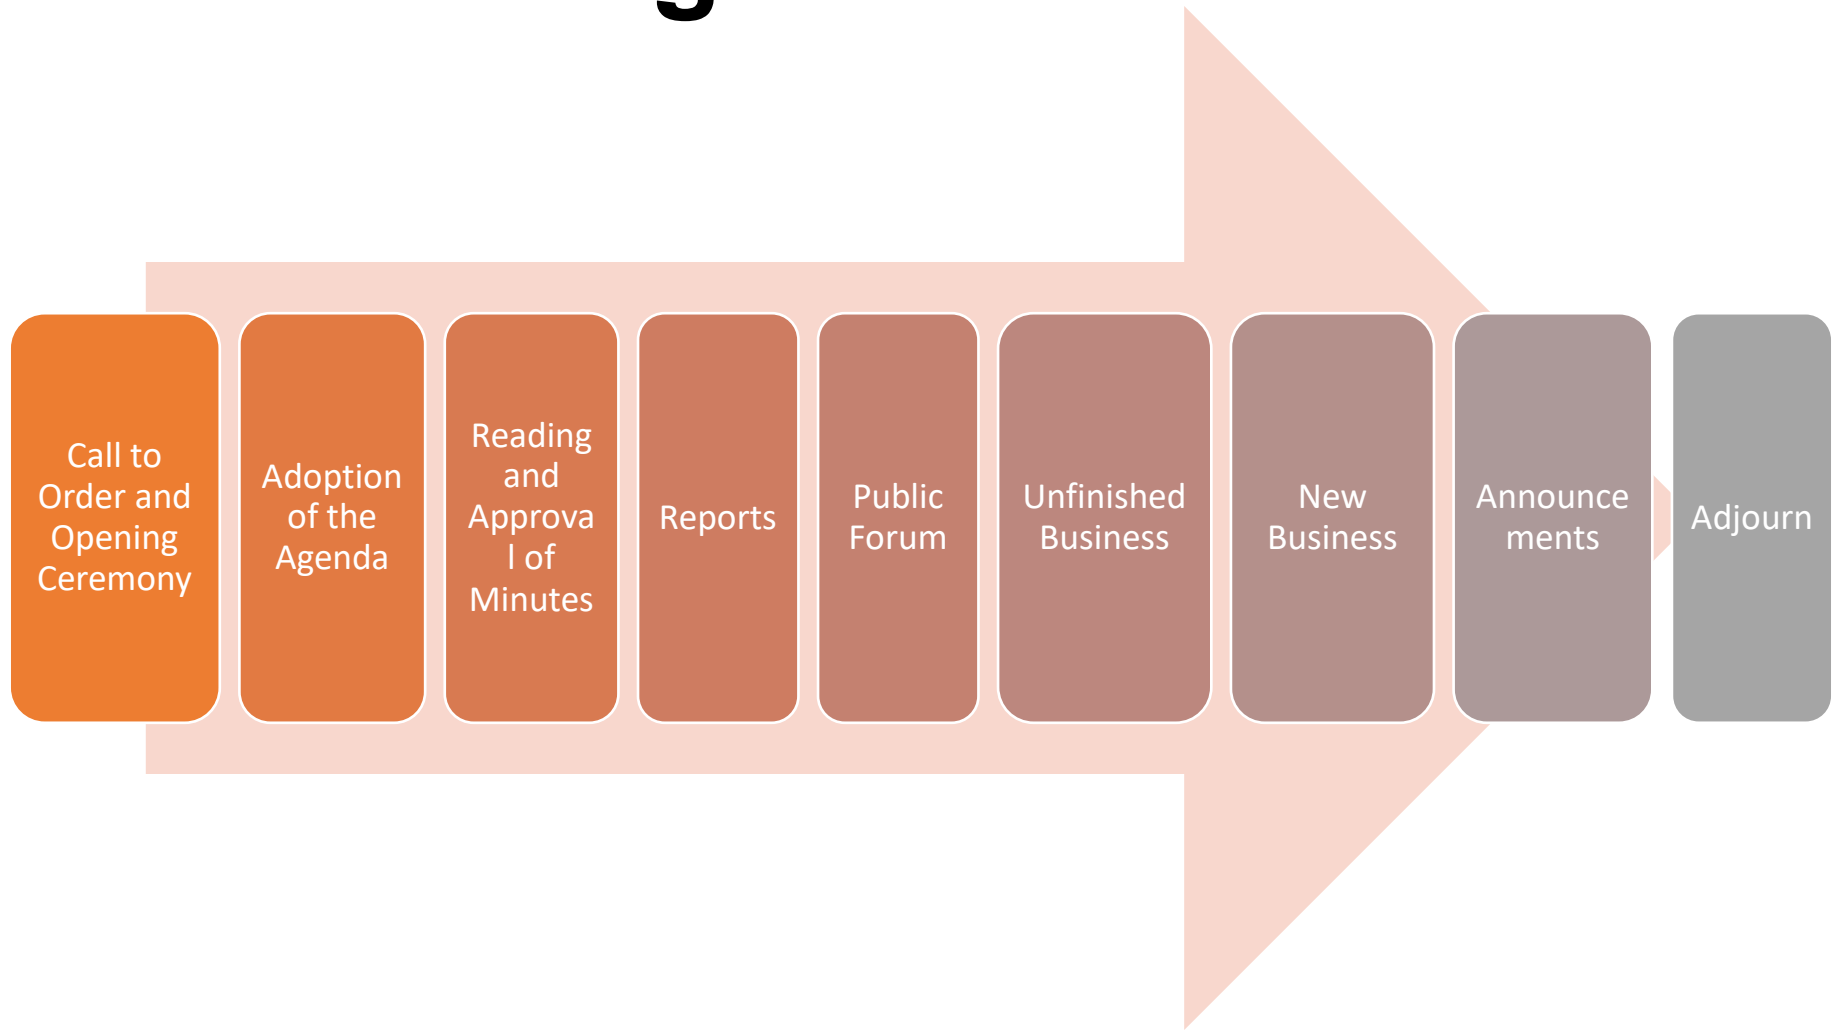 Call to
Order and
Opening
Ceremony
Adoption
of the
Agenda
Reading
and
Approva
l of
Minutes
Reports
Public
Forum
Unfinished
Business
New
Business
Announce
ments
Adjourn